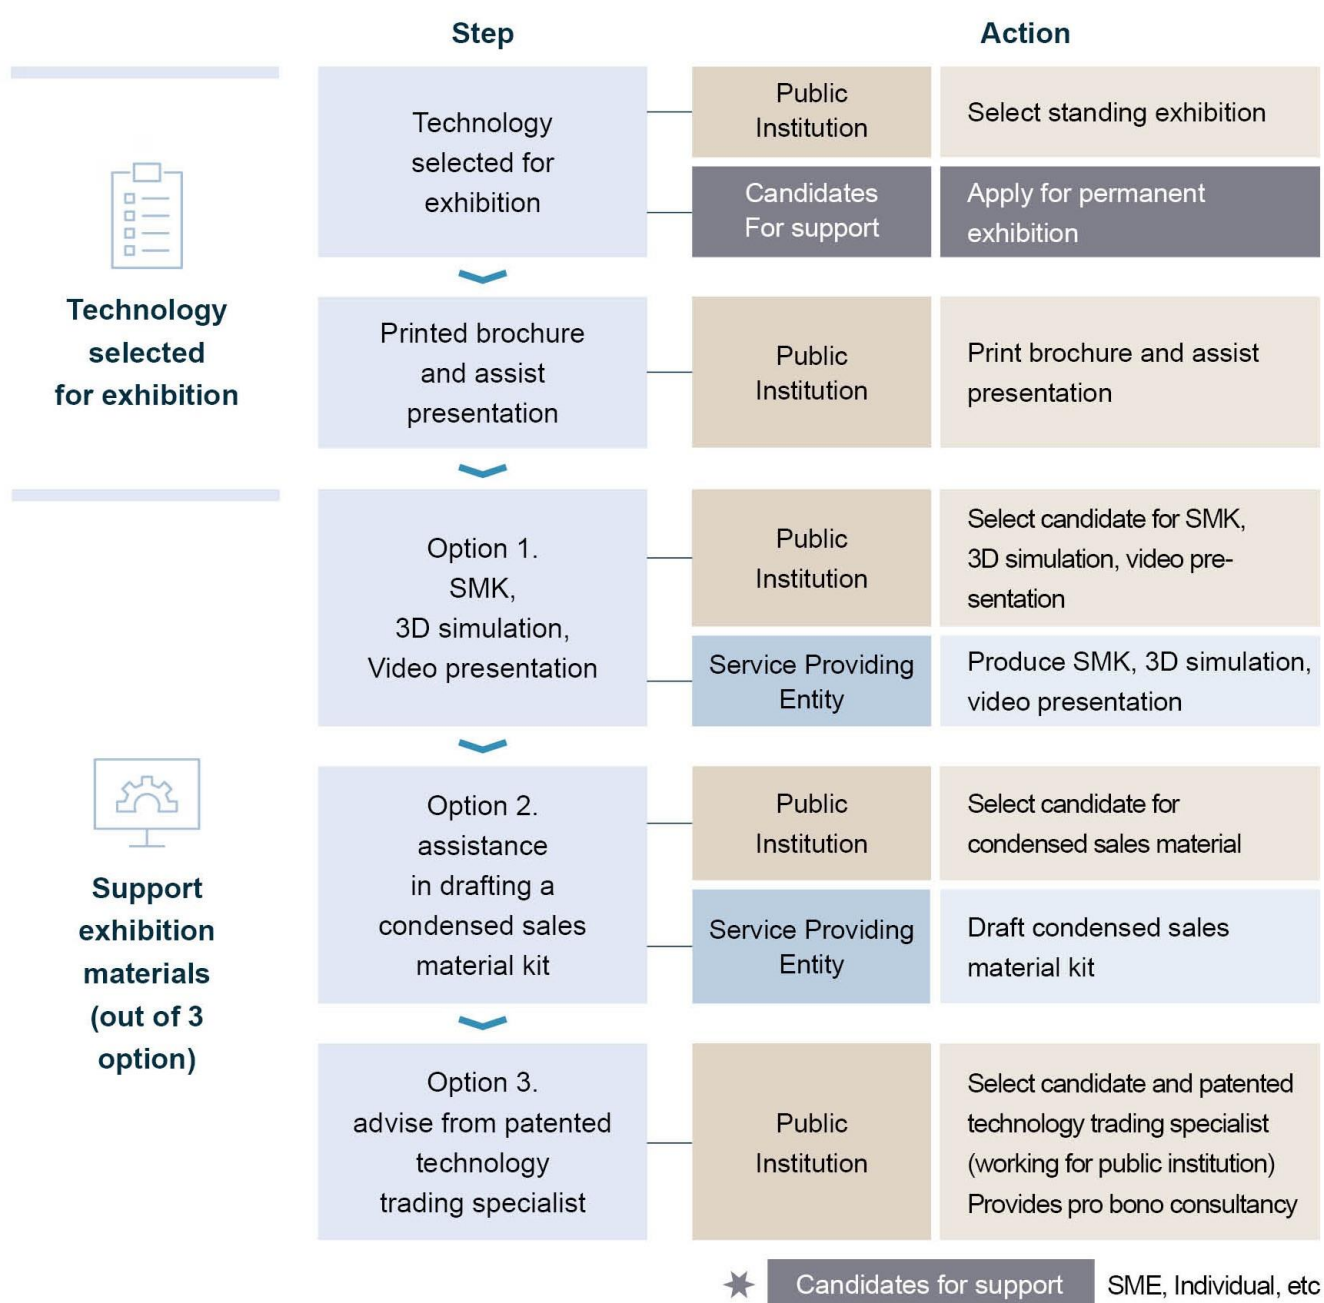 Step
Action
Technology
selected
for exhibition
Technology
selected for
exhibition
Public
Institution
Select standing exhibition
Candidates
For support
Apply for permanent
exhibition
Printed brochure
and assist
presentation
Public
Institution
Print brochure and assist
presentation
Support
exhibition
materials
(out of 3
option)
Option 1.
SMK,
3D simulation,
Video presentation
Public
Institution
Select candidate for SMK,
3D simulation, video pre-
sentation
Service Providing
Entity
Produce SMK, 3D simulation,
video presentation
Option 2.
assistance
in drafting a
condensed sales
material kit
Public
Institution
Select candidate for
condensed sales material
Service Providing
Entity
Draft condensed sales
material kit
Option 3.
advise from patented
technology
trading specialist
Public
Institution
Select candidate and patented
technology trading specialist
(working for public institution)
Provides pro bono consultancy
Candidates for support
SME, Individual, etc